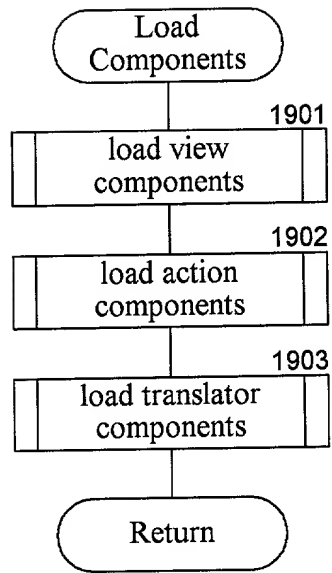 Load
Components
1901
load view
components
1902
load action
components
1903
load translator
components
Return